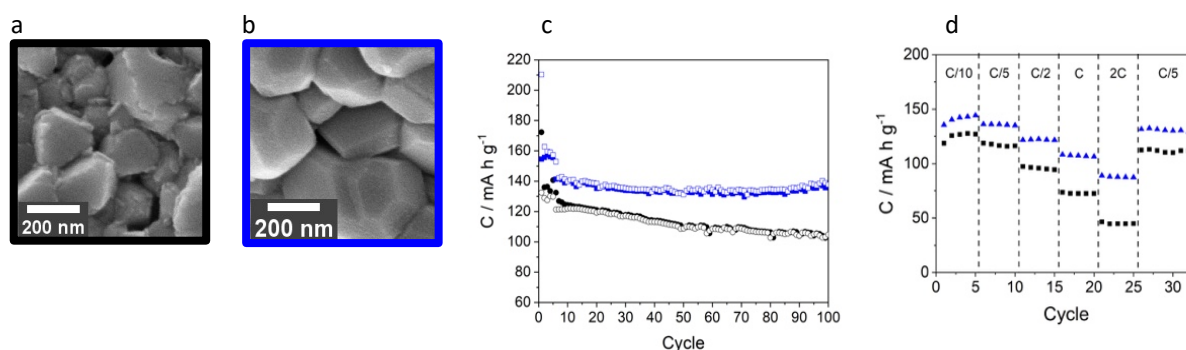 a
200 nm
b
200 nm
c
C / mA h g⁻¹
220
200
180
160
140
120
100
80
60
0 10 20 30 40 50 60 70 80 90 100
Cycle
d
C / mA h g⁻¹
200
150
100
50
0
C/10 C/5 C/2 C 2C C/5
0 5 10 15 20 25 30
Cycle